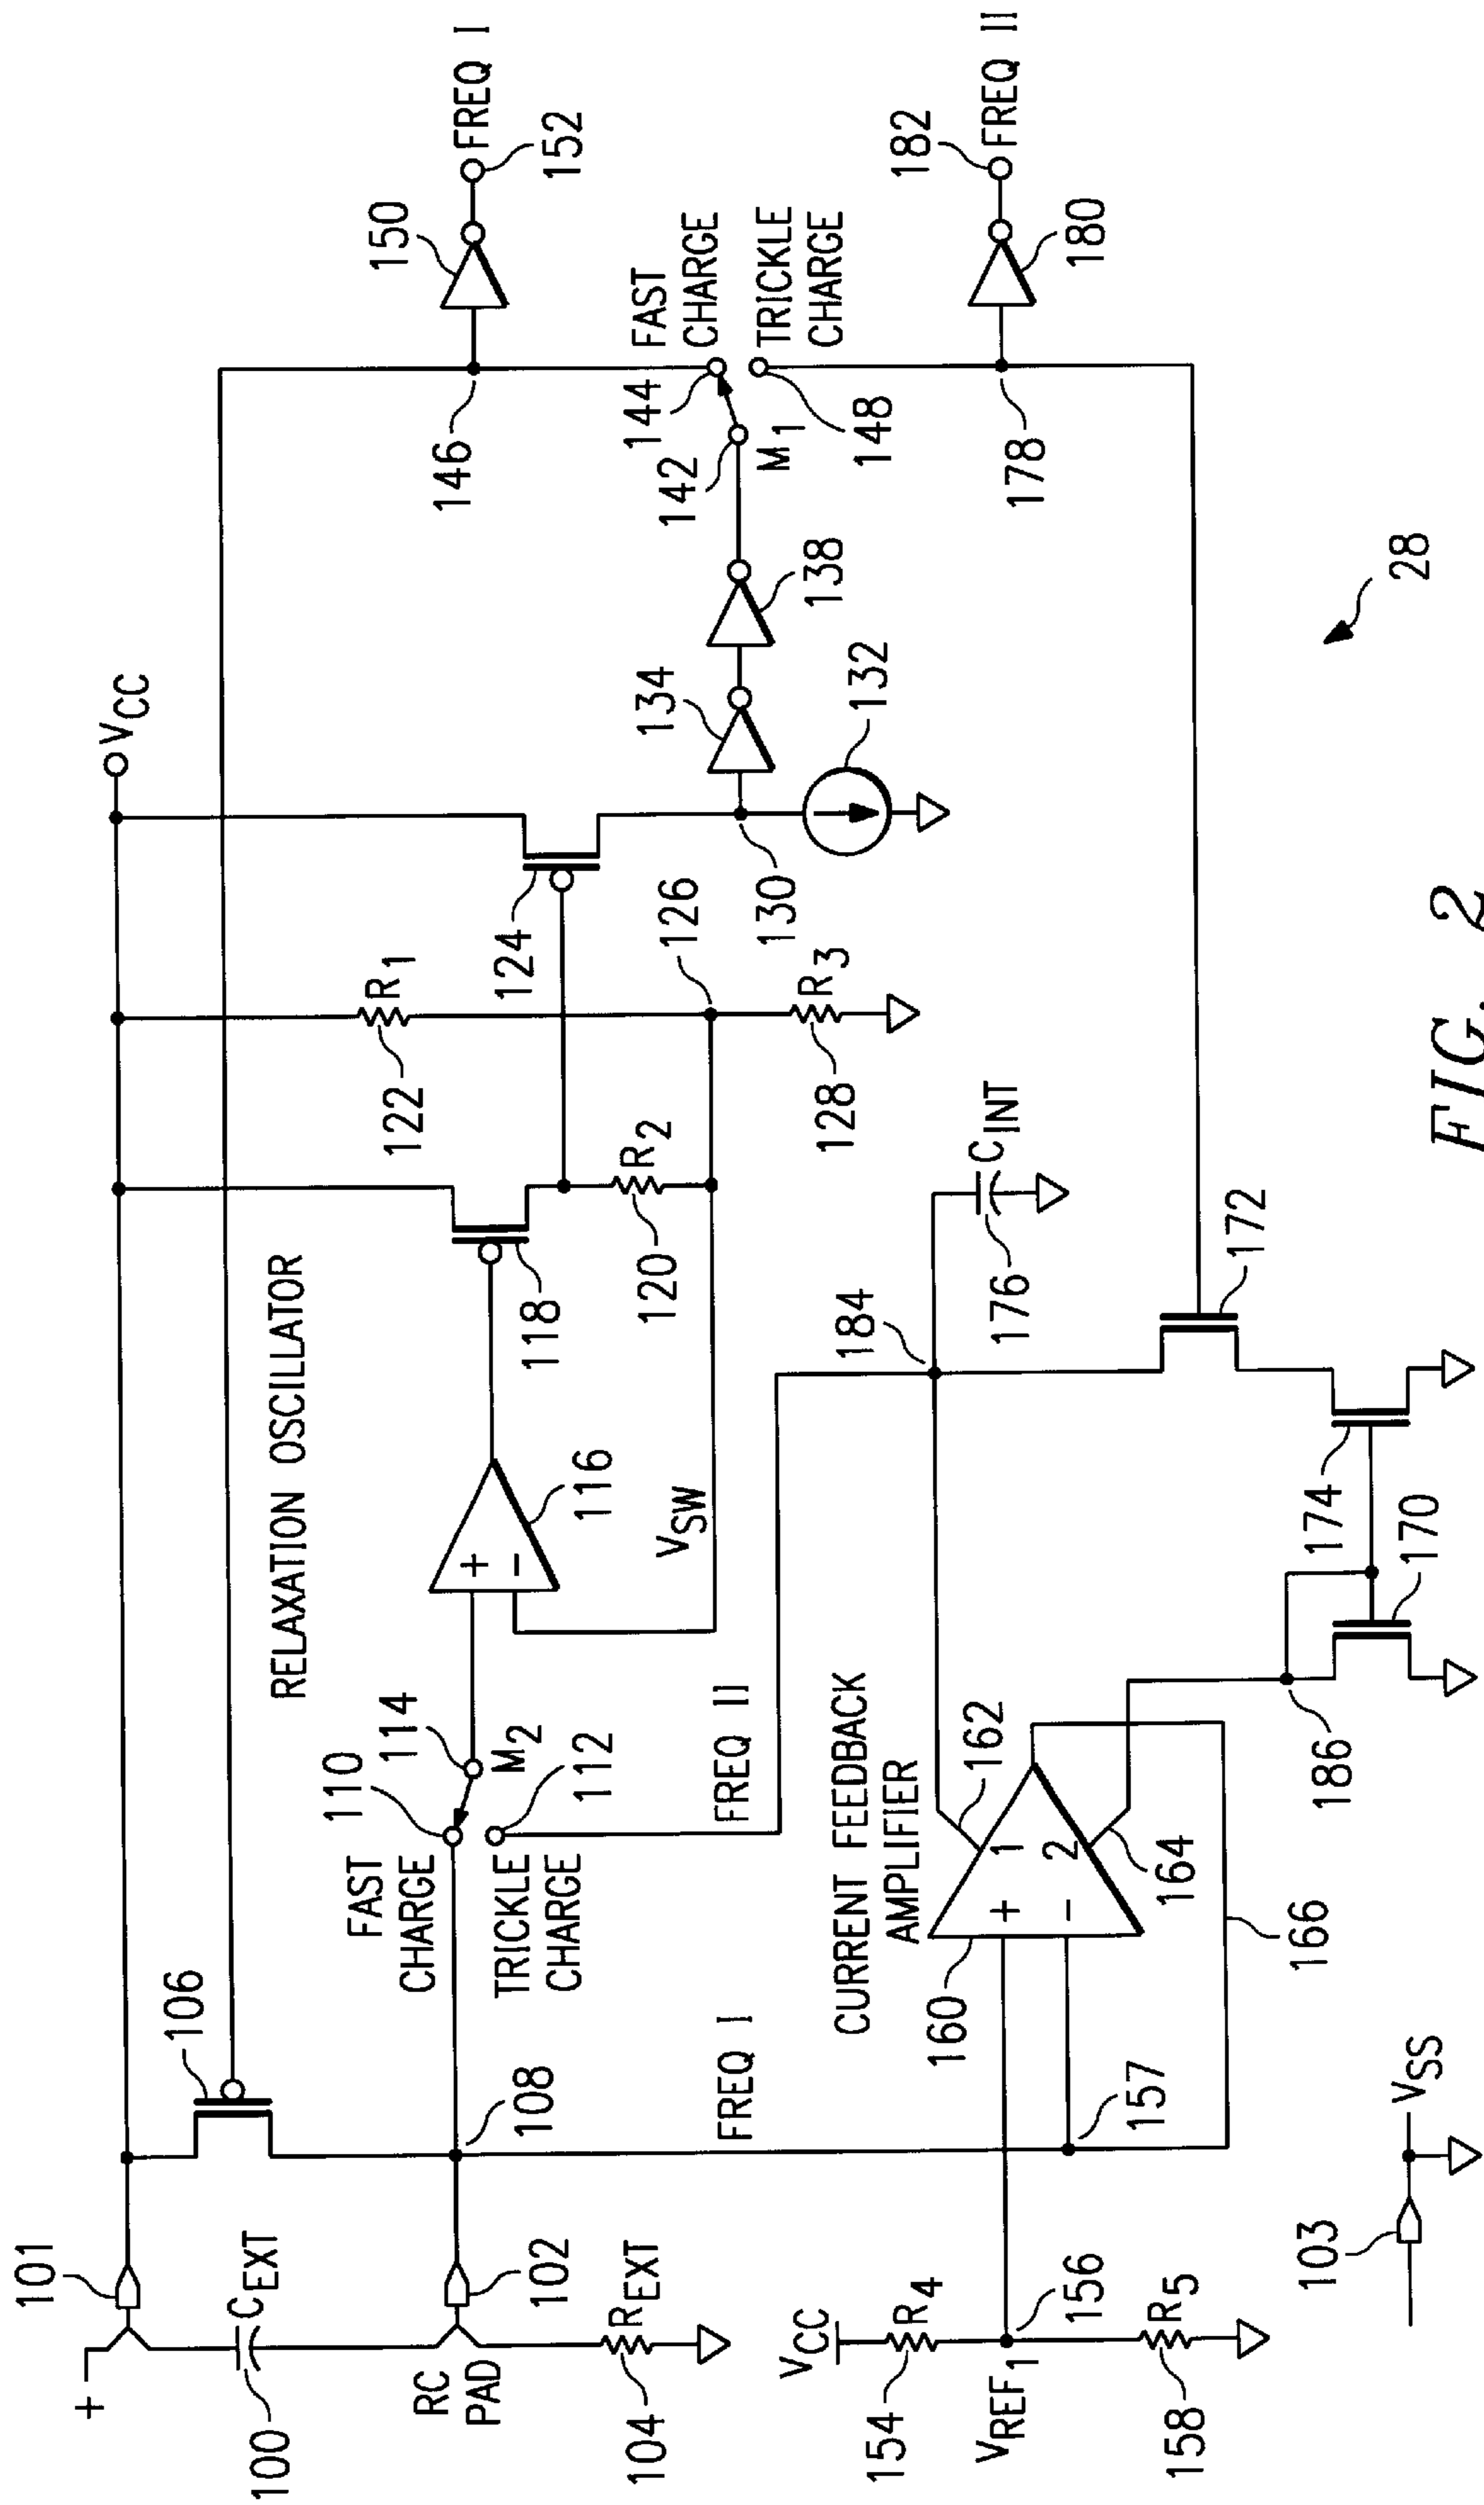 101
+
CEXT
100
RC
PAD
102
REXT
104
106
108
VCC
R4
154
VREF1
156
R5
158
157
103
VSS
RELAXATION OSCILLATOR
110
FAST
CHARGE
114
M2
TRICKLE
CHARGE
112
+
−
116
VSW
118
R2
120
R1
122
124
126
R3
128
130
132
134
138
VCC
FREQ I
FREQ II
CURRENT FEEDBACK
AMPLIFIER
160
+
−
1
2
162
164
166
184
CINT
176
172
174
170
186
142
M1
144
FAST
CHARGE
TRICKLE
CHARGE
148
146
150
FREQ I
152
178
180
182
FREQ II
28
FIG. 2